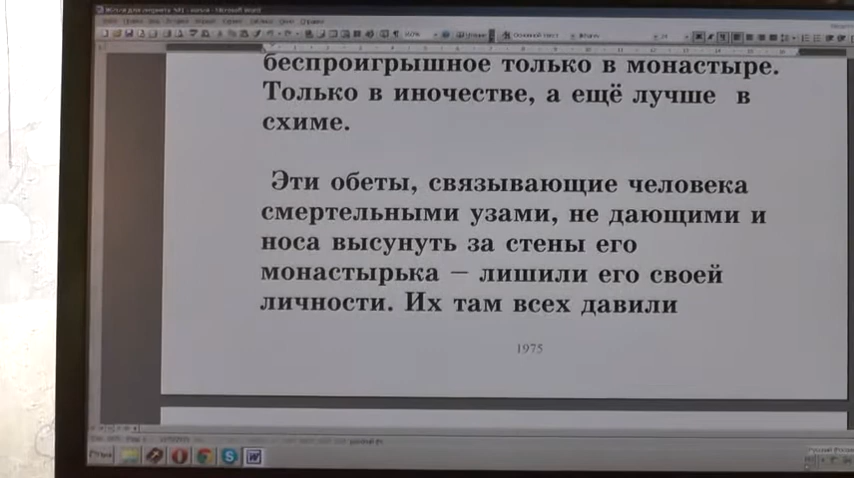 беспроигрышное только в монастыре.
Только в иночестве, а ещё лучше в
схиме.
Эти обеты, связывающие человека
смертельными узами, не дающими и
носа высунуть за стены его
монастырька – лишили его своей
личности. Их там всех давили
1975